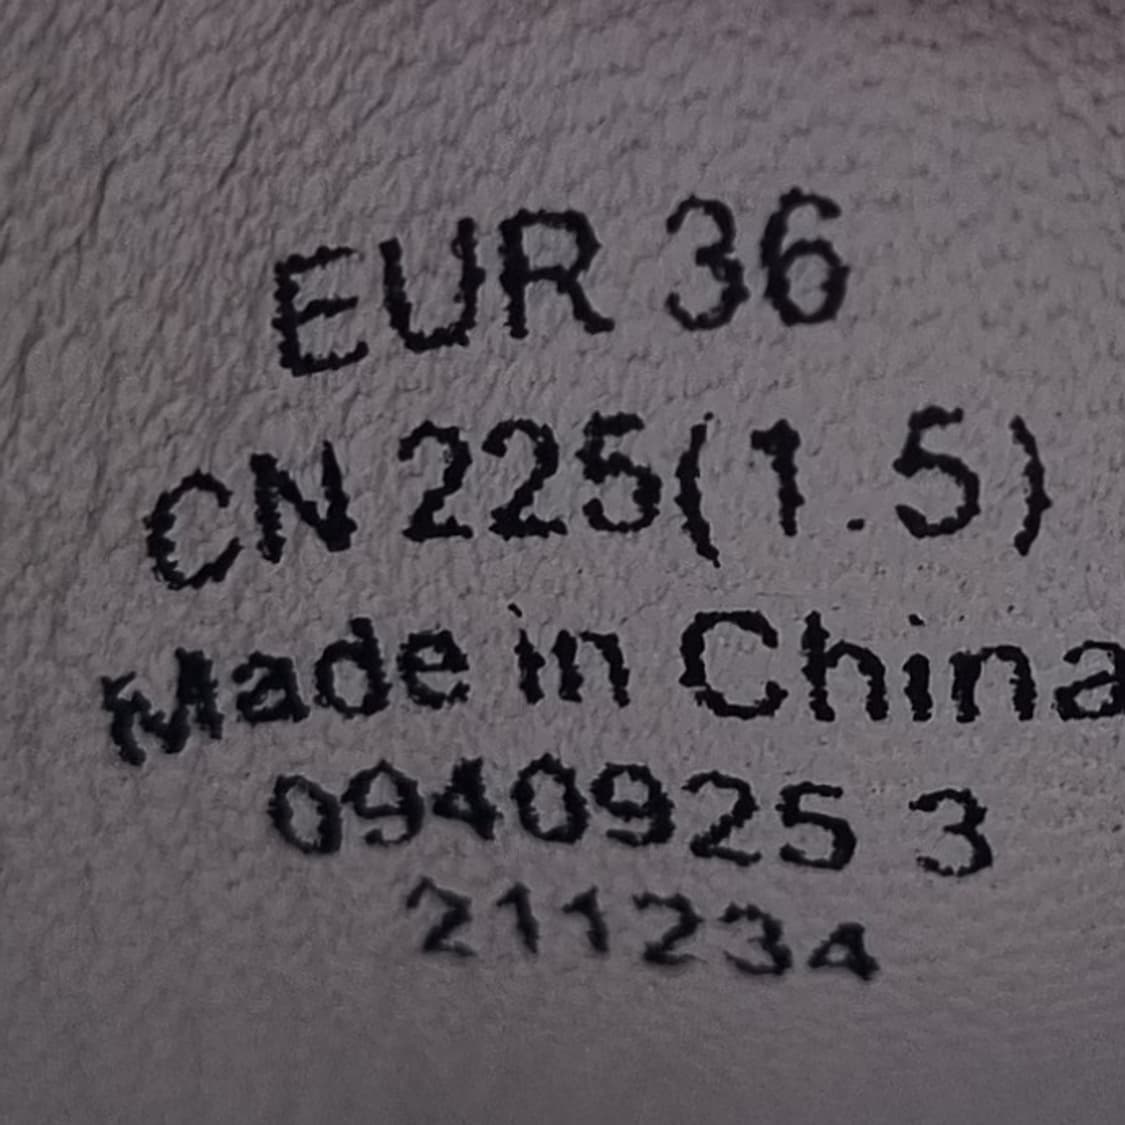 EUR 36
CN 225(1.5)
Made in China
0940925 3
211234